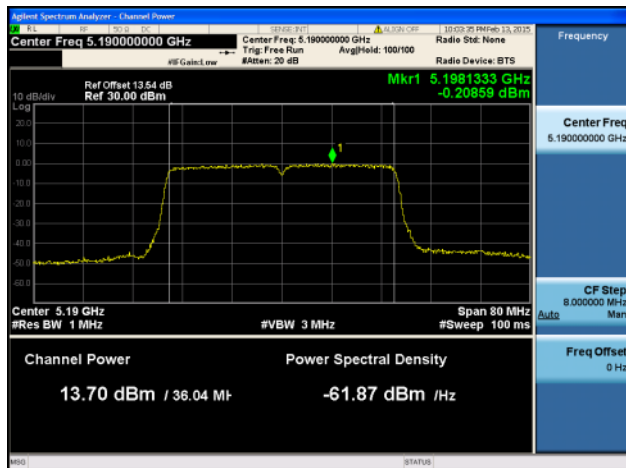 Agilent Spectrum Analyzer - Channel Power
RL RF 50 Ω DC SENSE:INT ALIGN OFF 10:03:35 PM Feb 13, 2015
Center Freq 5.190000000 GHz Center Freq: 5.190000000 GHz Radio Std: None
Trig: Free Run Avg|Hold: 100/100
#IFGain:Low #Atten: 20 dB Radio Device: BTS
Mkr1 5.1981333 GHz
Ref Offset 13.54 dB
10 dB/div Ref 30.00 dBm -0.20859 dBm
Log
20.0
10.0
1
0.00
-10.0
-20.0
-30.0
-40.0
-50.0
-60.0
Center 5.19 GHz Span 80 MHz
#Res BW 1 MHz #VBW 3 MHz #Sweep 100 ms
Channel Power Power Spectral Density
13.70 dBm / 36.04 MH -61.87 dBm /Hz
MSG STATUS
Frequency
Center Freq
5.190000000 GHz
CF Step
8.000000 MHz
Auto Man
Freq Offset
0 Hz